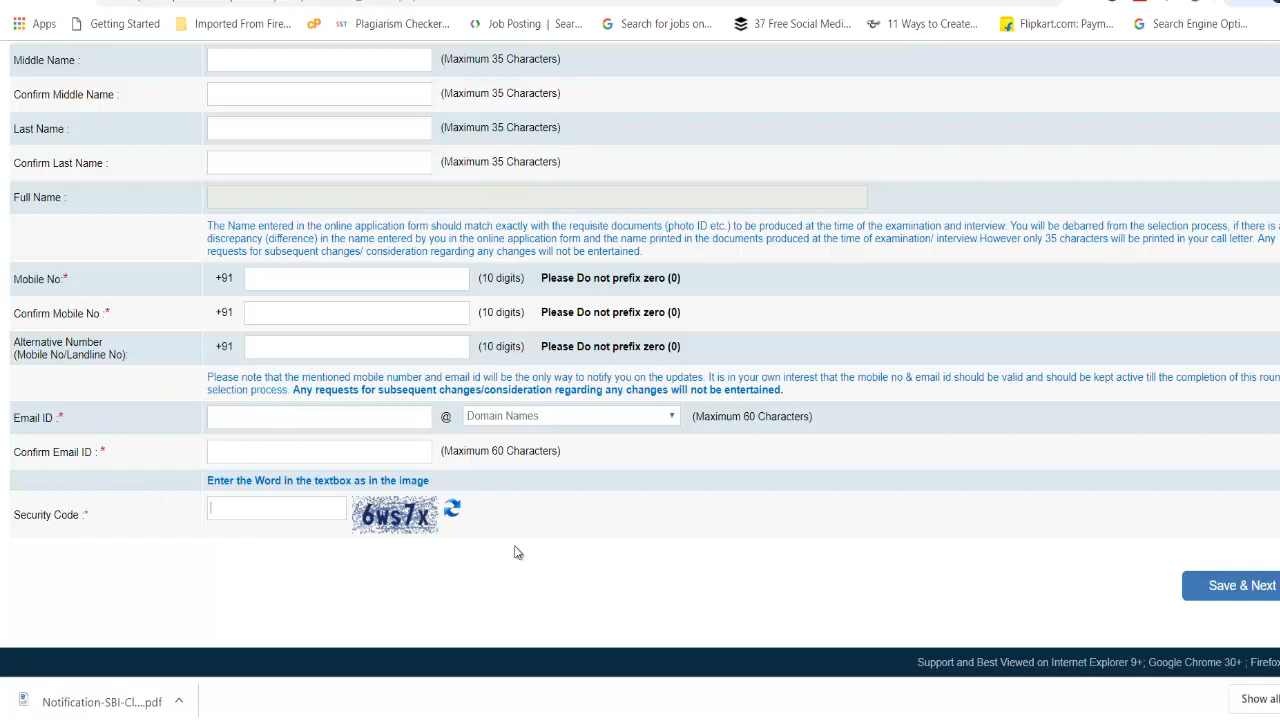 Apps Getting Started Imported From Fire... cP SST Plagiarism Checker... Job Posting | Sear... G Search for jobs on... 37 Free Social Medi... 11 Ways to Create... Flipkart.com: Paym... G Search Engine Opti...
Middle Name : (Maximum 35 Characters)
Confirm Middle Name : (Maximum 35 Characters)
Last Name : (Maximum 35 Characters)
Confirm Last Name : (Maximum 35 Characters)
Full Name :
The Name entered in the online application form should match exactly with the requisite documents (photo ID etc.) to be produced at the time of the examination and interview. You will be debarred from the selection process, if there is a
discrepancy (difference) in the name entered by you in the online application form and the name printed in the documents produced at the time of examination/ interview.However only 35 characters will be printed in your call letter. Any
requests for subsequent changes/ consideration regarding any changes will not be entertained.
Mobile No:* +91 (10 digits) Please Do not prefix zero (0)
Confirm Mobile No :* +91 (10 digits) Please Do not prefix zero (0)
Alternative Number
(Mobile No/Landline No): +91 (10 digits) Please Do not prefix zero (0)
Please note that the mentioned mobile number and email id will be the only way to notify you on the updates. It is in your own interest that the mobile no & email id should be valid and should be kept active till the completion of this roun
selection process. Any requests for subsequent changes/consideration regarding any changes will not be entertained.
Email ID :* @ Domain Names (Maximum 60 Characters)
Confirm Email ID : * (Maximum 60 Characters)
Enter the Word in the textbox as in the image
Security Code :* 6ws7x
Save & Next
Support and Best Viewed on Internet Explorer 9+; Google Chrome 30+ ; Firefox
Notification-SBI-Cl....pdf Show all